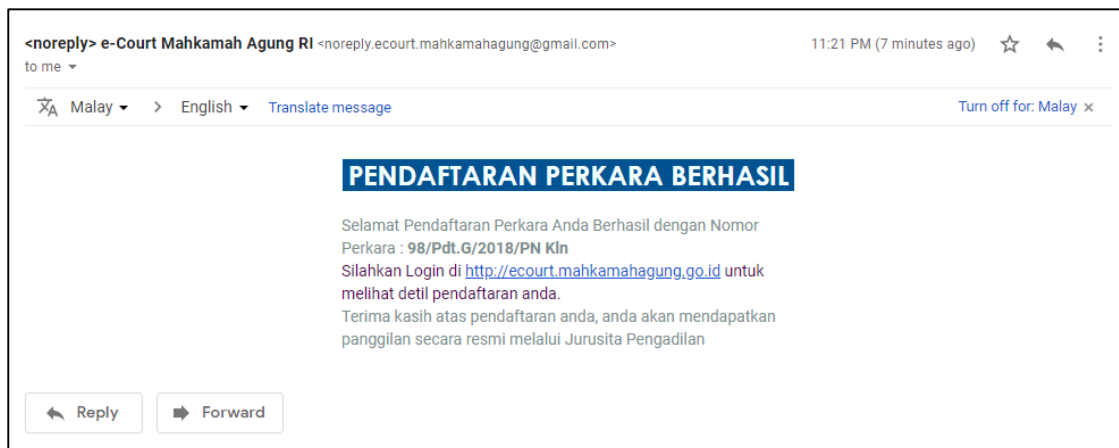 <noreply> e-Court Mahkamah Agung RI <noreply.ecourt.mahkamahagung@gmail.com> 11:21 PM (7 minutes ago)
to me
Malay > English Translate message Turn off for: Malay ×
PENDAFTARAN PERKARA BERHASIL
Selamat Pendaftaran Perkara Anda Berhasil dengan Nomor
Perkara : 98/Pdt.G/2018/PN Kln
Silahkan Login di http://ecourt.mahkamahagung.go.id untuk
melihat detil pendaftaran anda.
Terima kasih atas pendaftaran anda, anda akan mendapatkan
panggilan secara resmi melalui Jurusita Pengadilan
Reply Forward